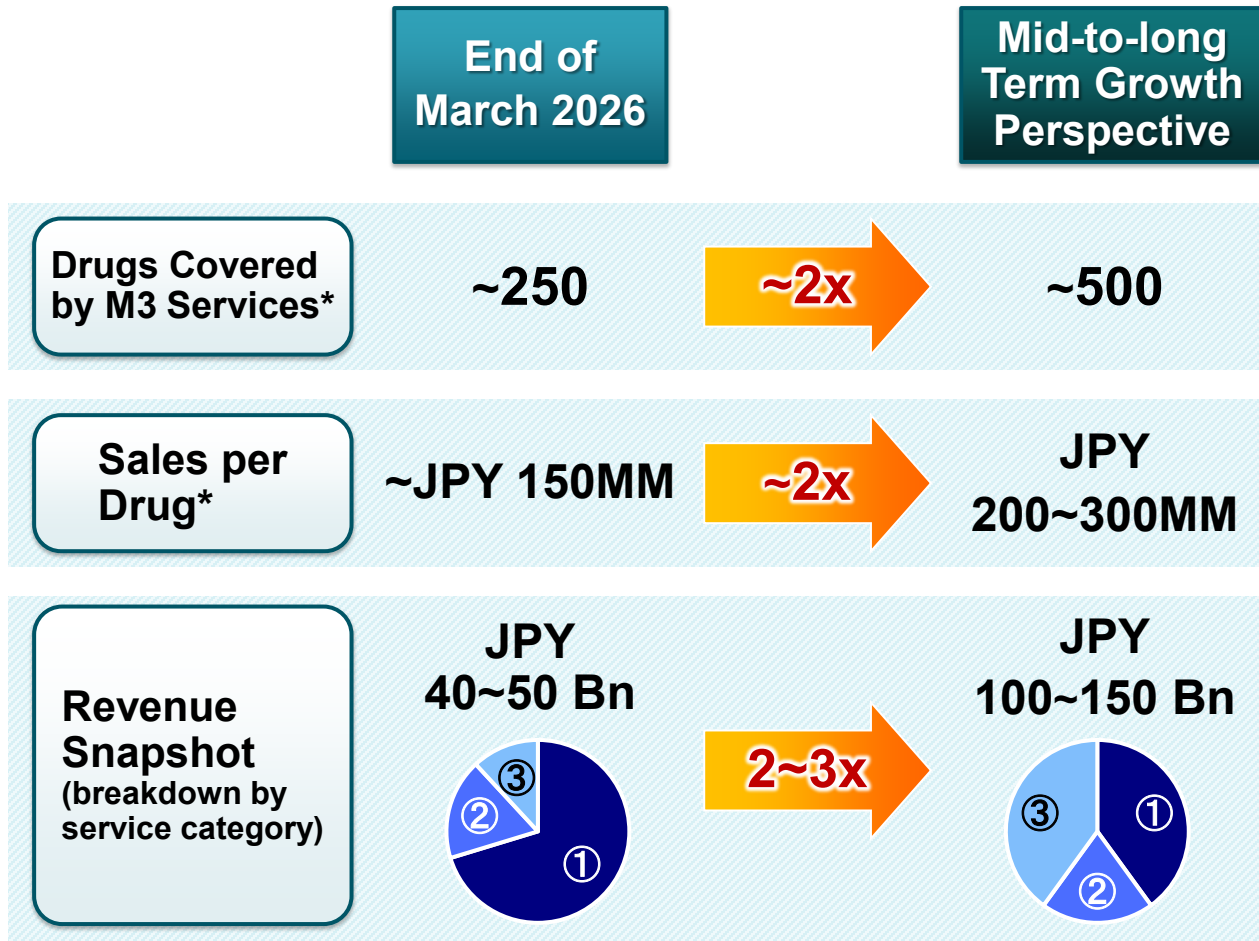 End of
March 2026
Mid-to-long
Term Growth
Perspective
Drugs Covered
by M3 Services*
~250
~2x
~500
Sales per
Drug*
~JPY 150MM
~2x
JPY
200~300MM
Revenue
Snapshot
(breakdown by
service category)
JPY
40~50 Bn
③
②
①
2~3x
JPY
100~150 Bn
③
①
②